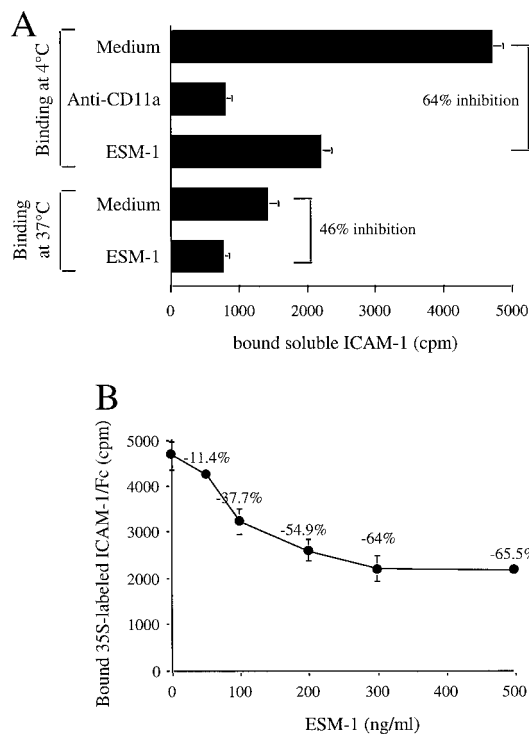 A
Binding at 4°C
Medium
Anti-CD11a
ESM-1
64% inhibition
Binding
at 37°C
Medium
ESM-1
46% inhibition
0 1000 2000 3000 4000 5000
bound soluble ICAM-1 (cpm)
B
Bound 35S-labeled ICAM-1/Fc (cpm)
5000
4000
3000
2000
0
-11.4%
-37.7%
-54.9%
-64%
-65.5%
0 100 200 300 400 500
ESM-1 (ng/ml)